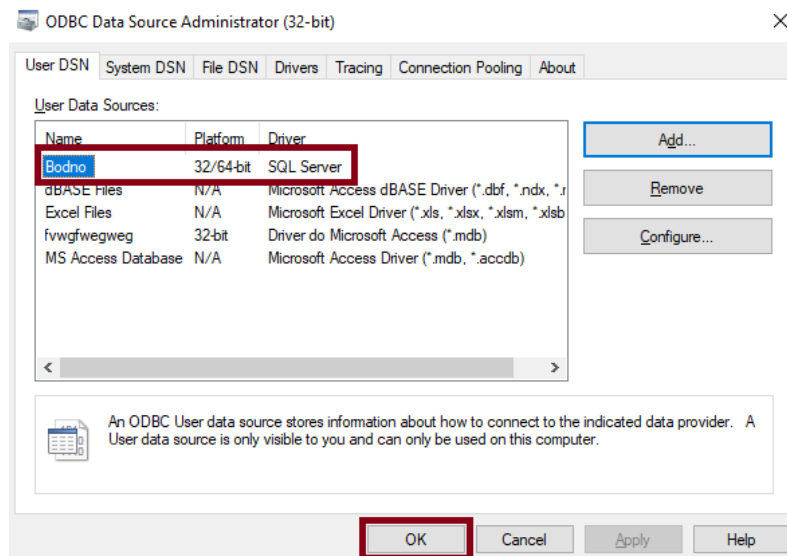 ODBC Data Source Administrator (32-bit)
User DSN System DSN File DSN Drivers Tracing Connection Pooling About
User Data Sources:
Name Platform Driver
Bodno 32/64-bit SQL Server
dBASE Files N/A Microsoft Access dBASE Driver (*.dbf, *.ndx, *.r
Excel Files N/A Microsoft Excel Driver (*.xls, *.xlsx, *.xlsm, *.xlsb
fvwgfwegweg 32-bit Driver do Microsoft Access (*.mdb)
MS Access Database N/A Microsoft Access Driver (*.mdb, *.accdb)
Add...
Remove
Configure...
An ODBC User data source stores information about how to connect to the indicated data provider. A
User data source is only visible to you and can only be used on this computer.
OK Cancel Apply Help